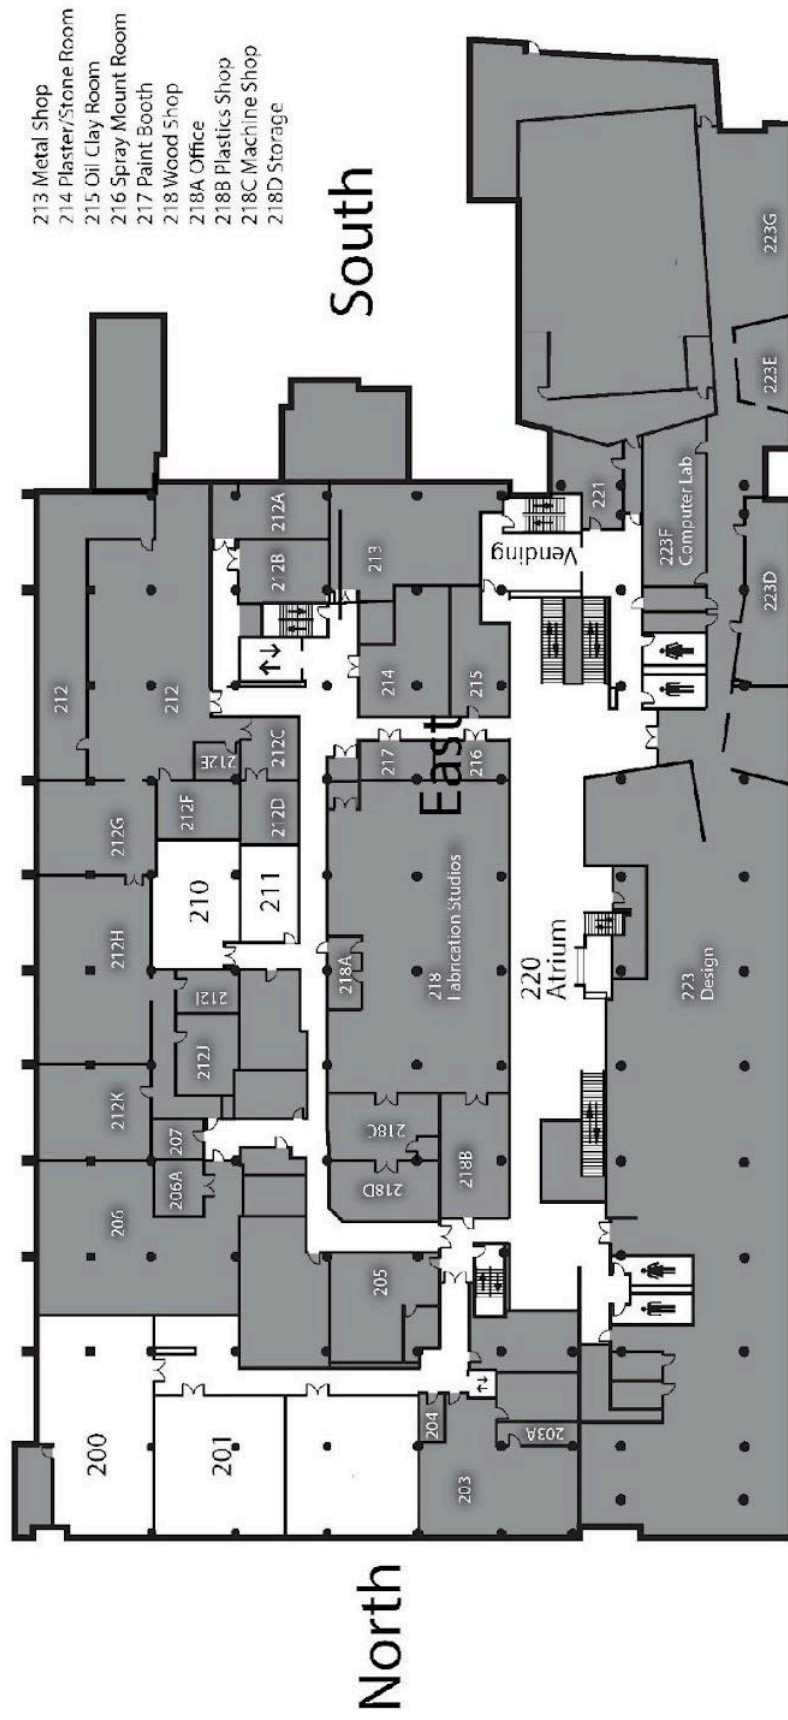 213 Metal Shop
214 Plaster/Stone Room
215 Oil Clay Room
216 Spray Mount Room
217 Paint Booth
218 Wood Shop
218A Office
218B Plastics Shop
218C Machine Shop
218D Storage
North
South
East
200
201
203
203A
204
205
206
206A
207
210
211
212
212
212A
212B
212C
212D
212E
212F
212G
212H
212I
212J
212K
213
214
215
216
217
218
Fabrication Studios
218A
218B
218C
218D
220
Atrium
Vending
221
223
Design
223D
223E
223F
Computer Lab
223G